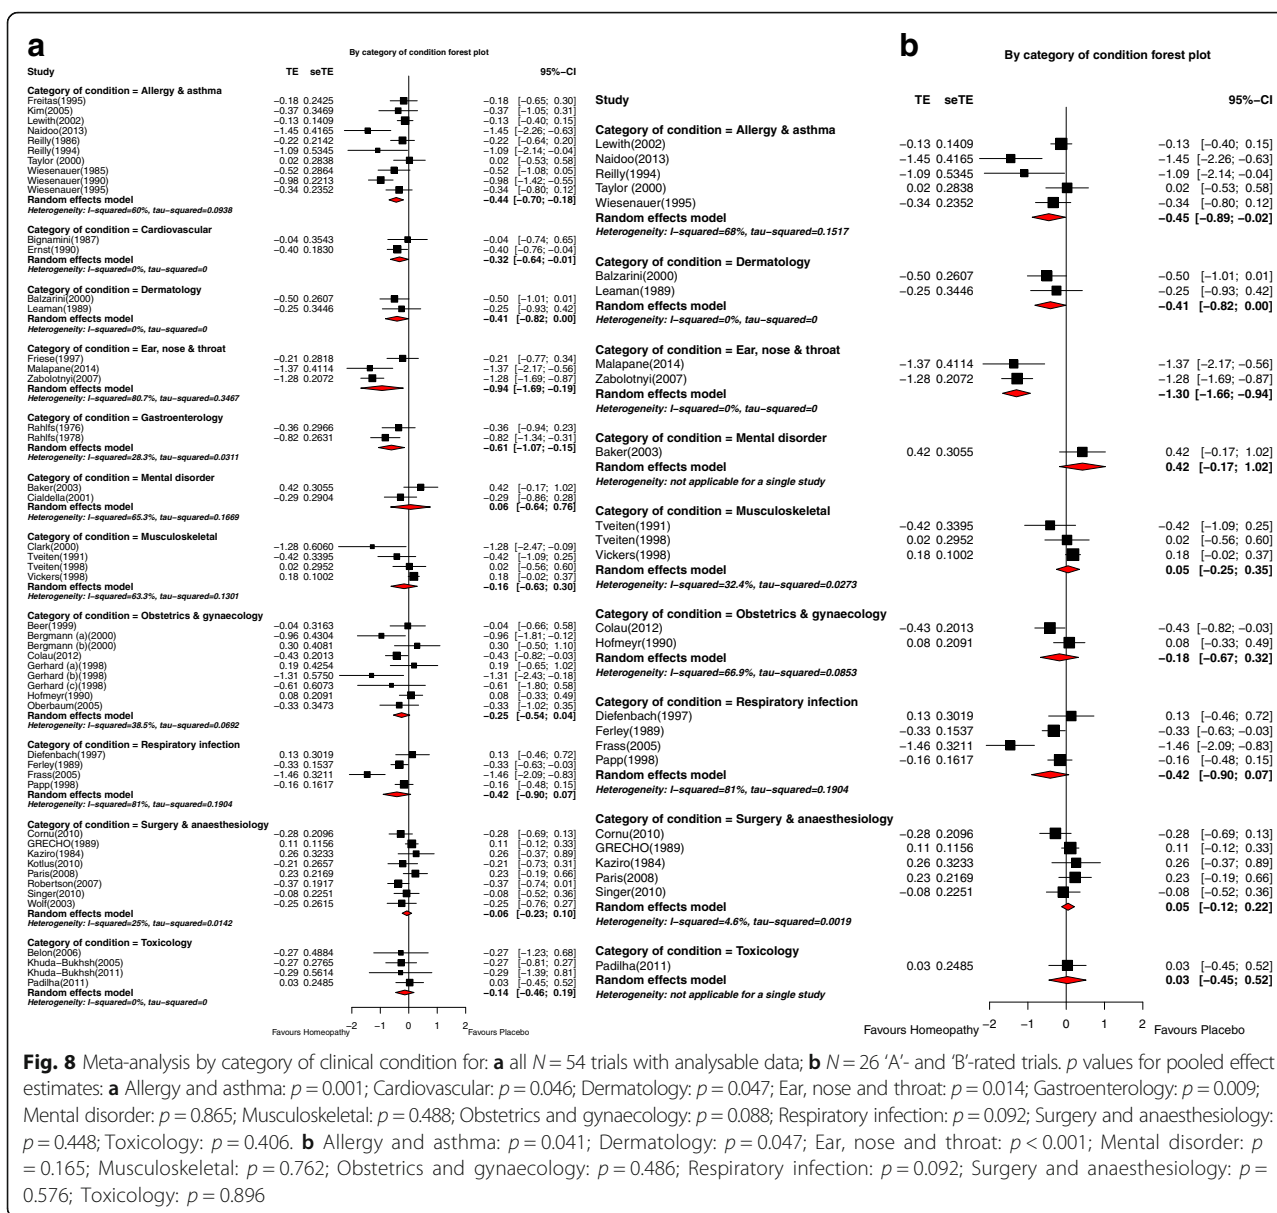 a
By category of condition forest plot
Study TE seTE 95%−CI
Category of condition = Allergy & asthma
Freitas(1995) −0.18 0.2425 −0.18 [−0.65; 0.30]
Kim(2005) −0.37 0.3469 −0.37 [−1.05; 0.31]
Lewith(2002) −0.13 0.1409 −0.13 [−0.40; 0.15]
Naidoo(2013) −1.45 0.4165 −1.45 [−2.26; −0.63]
Reilly(1986) −0.22 0.2142 −0.22 [−0.64; 0.20]
Reilly(1994) −1.09 0.5345 −1.09 [−2.14; −0.04]
Taylor (2000) 0.02 0.2838 0.02 [−0.53; 0.58]
Wiesenauer(1985) −0.52 0.2864 −0.52 [−1.08; 0.05]
Wiesenauer(1990) −0.98 0.2213 −0.98 [−1.42; −0.55]
Wiesenauer(1995) −0.34 0.2352 −0.34 [−0.80; 0.12]
Random effects model −0.44 [−0.70; −0.18]
Heterogeneity: I−squared=60%, tau−squared=0.0938
Category of condition = Cardiovascular
Bignamini(1987) −0.04 0.3543 −0.04 [−0.74; 0.65]
Ernst(1990) −0.40 0.1830 −0.40 [−0.76; −0.04]
Random effects model −0.32 [−0.64; −0.01]
Heterogeneity: I−squared=0%, tau−squared=0
Category of condition = Dermatology
Balzarini(2000) −0.50 0.2607 −0.50 [−1.01; 0.01]
Leaman(1989) −0.25 0.3446 −0.25 [−0.93; 0.42]
Random effects model −0.41 [−0.82; 0.00]
Heterogeneity: I−squared=0%, tau−squared=0
Category of condition = Ear, nose & throat
Friese(1997) −0.21 0.2818 −0.21 [−0.77; 0.34]
Malapane(2014) −1.37 0.4114 −1.37 [−2.17; −0.56]
Zabolotnyi(2007) −1.28 0.2072 −1.28 [−1.69; −0.87]
Random effects model −0.94 [−1.69; −0.19]
Heterogeneity: I−squared=80.7%, tau−squared=0.3467
Category of condition = Gastroenterology
Rahlfs(1976) −0.36 0.2966 −0.36 [−0.94; 0.23]
Rahlfs(1978) −0.82 0.2631 −0.82 [−1.34; −0.31]
Random effects model −0.61 [−1.07; −0.15]
Heterogeneity: I−squared=28.3%, tau−squared=0.0311
Category of condition = Mental disorder
Baker(2003) 0.42 0.3055 0.42 [−0.17; 1.02]
Cialdella(2001) −0.29 0.2904 −0.29 [−0.86; 0.28]
Random effects model 0.06 [−0.64; 0.76]
Heterogeneity: I−squared=65.3%, tau−squared=0.1669
Category of condition = Musculoskeletal
Clark(2000) −1.28 0.6060 −1.28 [−2.47; −0.09]
Tveiten(1991) −0.42 0.3395 −0.42 [−1.09; 0.25]
Tveiten(1998) 0.02 0.2952 0.02 [−0.56; 0.60]
Vickers(1998) 0.18 0.1002 0.18 [−0.02; 0.37]
Random effects model −0.16 [−0.63; 0.30]
Heterogeneity: I−squared=63.3%, tau−squared=0.1301
Category of condition = Obstetrics & gynaecology
Beer(1999) −0.04 0.3163 −0.04 [−0.66; 0.58]
Bergmann (a)(2000) −0.96 0.4304 −0.96 [−1.81; −0.12]
Bergmann (b)(2000) 0.30 0.4081 0.30 [−0.50; 1.10]
Colau(2012) −0.43 0.2013 −0.43 [−0.82; −0.03]
Gerhard (a)(1998) 0.19 0.4254 0.19 [−0.65; 1.02]
Gerhard (b)(1998) −1.31 0.5750 −1.31 [−2.43; −0.18]
Gerhard (c)(1998) −0.61 0.6073 −0.61 [−1.80; 0.58]
Hofmeyr(1990) 0.08 0.2091 0.08 [−0.33; 0.49]
Oberbaum(2005) −0.33 0.3473 −0.33 [−1.02; 0.35]
Random effects model −0.25 [−0.54; 0.04]
Heterogeneity: I−squared=38.5%, tau−squared=0.0692
Category of condition = Respiratory infection
Diefenbach(1997) 0.13 0.3019 0.13 [−0.46; 0.72]
Ferley(1989) −0.33 0.1537 −0.33 [−0.63; −0.03]
Frass(2005) −1.46 0.3211 −1.46 [−2.09; −0.83]
Papp(1998) −0.16 0.1617 −0.16 [−0.48; 0.15]
Random effects model −0.42 [−0.90; 0.07]
Heterogeneity: I−squared=81%, tau−squared=0.1904
Category of condition = Surgery & anaesthesiology
Cornu(2010) −0.28 0.2096 −0.28 [−0.69; 0.13]
GRECHO(1989) 0.11 0.1156 0.11 [−0.12; 0.33]
Kaziro(1984) 0.26 0.3233 0.26 [−0.37; 0.89]
Kotlus(2010) −0.21 0.2657 −0.21 [−0.73; 0.31]
Paris(2008) 0.23 0.2169 0.23 [−0.19; 0.66]
Robertson(2007) −0.37 0.1917 −0.37 [−0.74; 0.01]
Singer(2010) −0.08 0.2251 −0.08 [−0.52; 0.36]
Wolf(2003) −0.25 0.2615 −0.25 [−0.76; 0.27]
Random effects model −0.06 [−0.23; 0.10]
Heterogeneity: I−squared=25%, tau−squared=0.0142
Category of condition = Toxicology
Belon(2006) −0.27 0.4884 −0.27 [−1.23; 0.68]
Khuda−Bukhsh(2005) −0.27 0.2765 −0.27 [−0.81; 0.27]
Khuda−Bukhsh(2011) −0.29 0.5614 −0.29 [−1.39; 0.81]
Padilha(2011) 0.03 0.2485 0.03 [−0.45; 0.52]
Random effects model −0.14 [−0.46; 0.19]
Heterogeneity: I−squared=0%, tau−squared=0
−2 −1 0 1 2
Favours Homeopathy Favours Placebo
b
By category of condition forest plot
Study TE seTE 95%−CI
Category of condition = Allergy & asthma
Lewith(2002) −0.13 0.1409 −0.13 [−0.40; 0.15]
Naidoo(2013) −1.45 0.4165 −1.45 [−2.26; −0.63]
Reilly(1994) −1.09 0.5345 −1.09 [−2.14; −0.04]
Taylor (2000) 0.02 0.2838 0.02 [−0.53; 0.58]
Wiesenauer(1995) −0.34 0.2352 −0.34 [−0.80; 0.12]
Random effects model −0.45 [−0.89; −0.02]
Heterogeneity: I−squared=68%, tau−squared=0.1517
Category of condition = Dermatology
Balzarini(2000) −0.50 0.2607 −0.50 [−1.01; 0.01]
Leaman(1989) −0.25 0.3446 −0.25 [−0.93; 0.42]
Random effects model −0.41 [−0.82; 0.00]
Heterogeneity: I−squared=0%, tau−squared=0
Category of condition = Ear, nose & throat
Malapane(2014) −1.37 0.4114 −1.37 [−2.17; −0.56]
Zabolotnyi(2007) −1.28 0.2072 −1.28 [−1.69; −0.87]
Random effects model −1.30 [−1.66; −0.94]
Heterogeneity: I−squared=0%, tau−squared=0
Category of condition = Mental disorder
Baker(2003) 0.42 0.3055 0.42 [−0.17; 1.02]
Random effects model 0.42 [−0.17; 1.02]
Heterogeneity: not applicable for a single study
Category of condition = Musculoskeletal
Tveiten(1991) −0.42 0.3395 −0.42 [−1.09; 0.25]
Tveiten(1998) 0.02 0.2952 0.02 [−0.56; 0.60]
Vickers(1998) 0.18 0.1002 0.18 [−0.02; 0.37]
Random effects model 0.05 [−0.25; 0.35]
Heterogeneity: I−squared=32.4%, tau−squared=0.0273
Category of condition = Obstetrics & gynaecology
Colau(2012) −0.43 0.2013 −0.43 [−0.82; −0.03]
Hofmeyr(1990) 0.08 0.2091 0.08 [−0.33; 0.49]
Random effects model −0.18 [−0.67; 0.32]
Heterogeneity: I−squared=66.9%, tau−squared=0.0853
Category of condition = Respiratory infection
Diefenbach(1997) 0.13 0.3019 0.13 [−0.46; 0.72]
Ferley(1989) −0.33 0.1537 −0.33 [−0.63; −0.03]
Frass(2005) −1.46 0.3211 −1.46 [−2.09; −0.83]
Papp(1998) −0.16 0.1617 −0.16 [−0.48; 0.15]
Random effects model −0.42 [−0.90; 0.07]
Heterogeneity: I−squared=81%, tau−squared=0.1904
Category of condition = Surgery & anaesthesiology
Cornu(2010) −0.28 0.2096 −0.28 [−0.69; 0.13]
GRECHO(1989) 0.11 0.1156 0.11 [−0.12; 0.33]
Kaziro(1984) 0.26 0.3233 0.26 [−0.37; 0.89]
Paris(2008) 0.23 0.2169 0.23 [−0.19; 0.66]
Singer(2010) −0.08 0.2251 −0.08 [−0.52; 0.36]
Random effects model 0.05 [−0.12; 0.22]
Heterogeneity: I−squared=4.6%, tau−squared=0.0019
Category of condition = Toxicology
Padilha(2011) 0.03 0.2485 0.03 [−0.45; 0.52]
Random effects model 0.03 [−0.45; 0.52]
Heterogeneity: not applicable for a single study
Favours Homeopathy −2 −1 0 1 2 Favours Placebo
Fig. 8 Meta-analysis by category of clinical condition for: a all N = 54 trials with analysable data; b N = 26 ‘A’- and ‘B’-rated trials. p values for pooled effect
estimates: a Allergy and asthma: p = 0.001; Cardiovascular: p = 0.046; Dermatology: p = 0.047; Ear, nose and throat: p = 0.014; Gastroenterology: p = 0.009;
Mental disorder: p = 0.865; Musculoskeletal: p = 0.488; Obstetrics and gynaecology: p = 0.088; Respiratory infection: p = 0.092; Surgery and anaesthesiology:
p = 0.448; Toxicology: p = 0.406. b Allergy and asthma: p = 0.041; Dermatology: p = 0.047; Ear, nose and throat: p < 0.001; Mental disorder: p
= 0.165; Musculoskeletal: p = 0.762; Obstetrics and gynaecology: p = 0.486; Respiratory infection: p = 0.092; Surgery and anaesthesiology: p =
0.576; Toxicology: p = 0.896